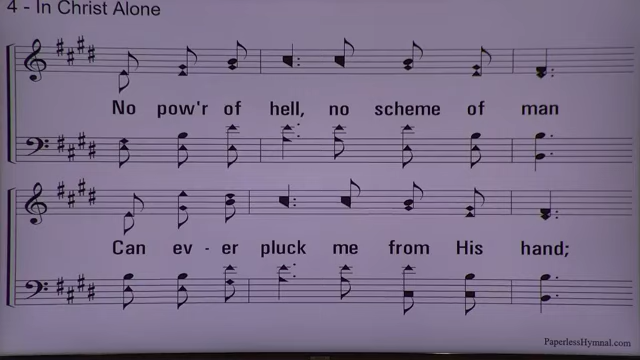 4 - In Christ Alone
No pow'r of hell, no scheme of man
Can ev - er pluck me from His hand;
PaperlessHymnal.com